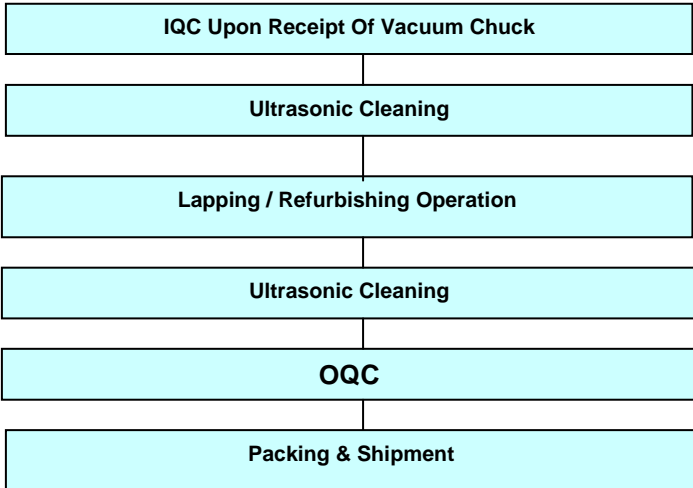 IQC Upon Receipt Of Vacuum Chuck
Ultrasonic Cleaning
Lapping / Refurbishing Operation
Ultrasonic Cleaning
OQC
Packing & Shipment